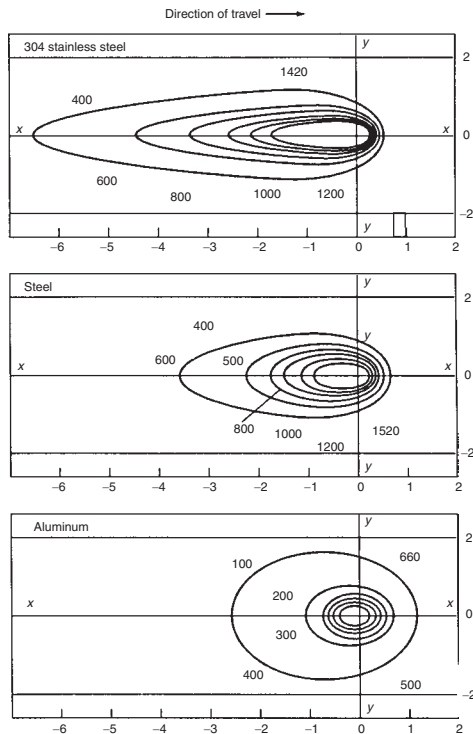 Direction of travel
304 stainless steel
y
2
1420
400
x
x
0
600
800
1000
1200
y
-2
-6 -5 -4 -3 -2 -1 0 1 2
Steel
y
2
400
y
x
600
500
x
0
800
1000
1520
1200
-2
y
-6 -5 -4 -3 -2 -1 0 1 2
Aluminum
y
2
100
660
200
x
x
0
300
400
500
-2
y
-6 -5 -4 -3 -2 -1 0 1 2